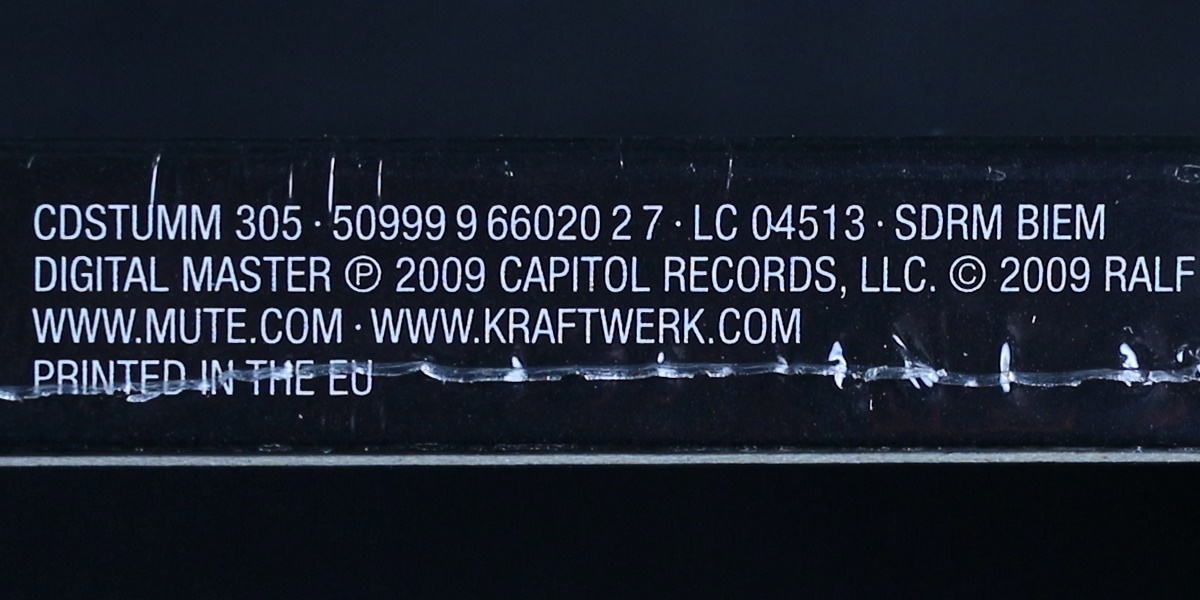 CDSTUMM 305 · 50999 9 66020 2 7 · LC 04513 · SDRM BIEM
DIGITAL MASTER ℗ 2009 CAPITOL RECORDS, LLC. © 2009 RALF
WWW.MUTE.COM · WWW.KRAFTWERK.COM
PRINTED IN THE EU